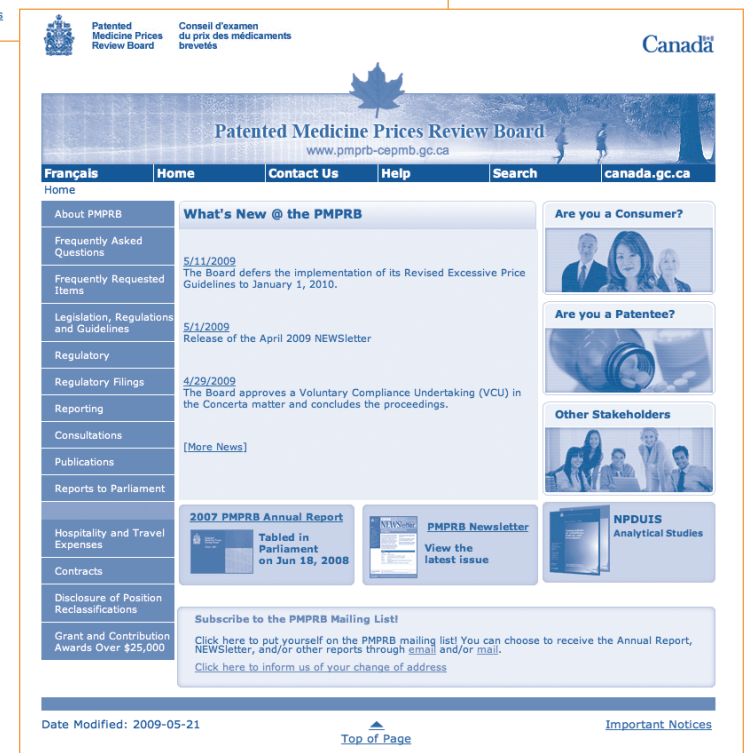 s
Patented
Medicine Prices
Review Board
Conseil d'examen
du prix des médicaments
brevetés
Canada
Patented Medicine Prices Review Board
www.pmprb-cepmb.gc.ca
Français Home Contact Us Help Search canada.gc.ca
Home
About PMPRB
Frequently Asked
Questions
Frequently Requested
Items
Legislation, Regulations
and Guidelines
Regulatory
Regulatory Filings
Reporting
Consultations
Publications
Reports to Parliament
Hospitality and Travel
Expenses
Contracts
Disclosure of Position
Reclassifications
Grant and Contribution
Awards Over $25,000
What's New @ the PMPRB
5/11/2009
The Board defers the implementation of its Revised Excessive Price
Guidelines to January 1, 2010.
5/1/2009
Release of the April 2009 NEWSletter
4/29/2009
The Board approves a Voluntary Compliance Undertaking (VCU) in
the Concerta matter and concludes the proceedings.
[More News]
Are you a Consumer?
Are you a Patentee?
Other Stakeholders
2007 PMPRB Annual Report
Tabled in
Parliament
on Jun 18, 2008
NEWSletter
PMPRB Newsletter
View the
latest issue
NPDUIS
Analytical Studies
Subscribe to the PMPRB Mailing List!
Click here to put yourself on the PMPRB mailing list! You can choose to receive the Annual Report,
NEWSletter, and/or other reports through email and/or mail.
Click here to inform us of your change of address
Date Modified: 2009-05-21
Top of Page
Important Notices